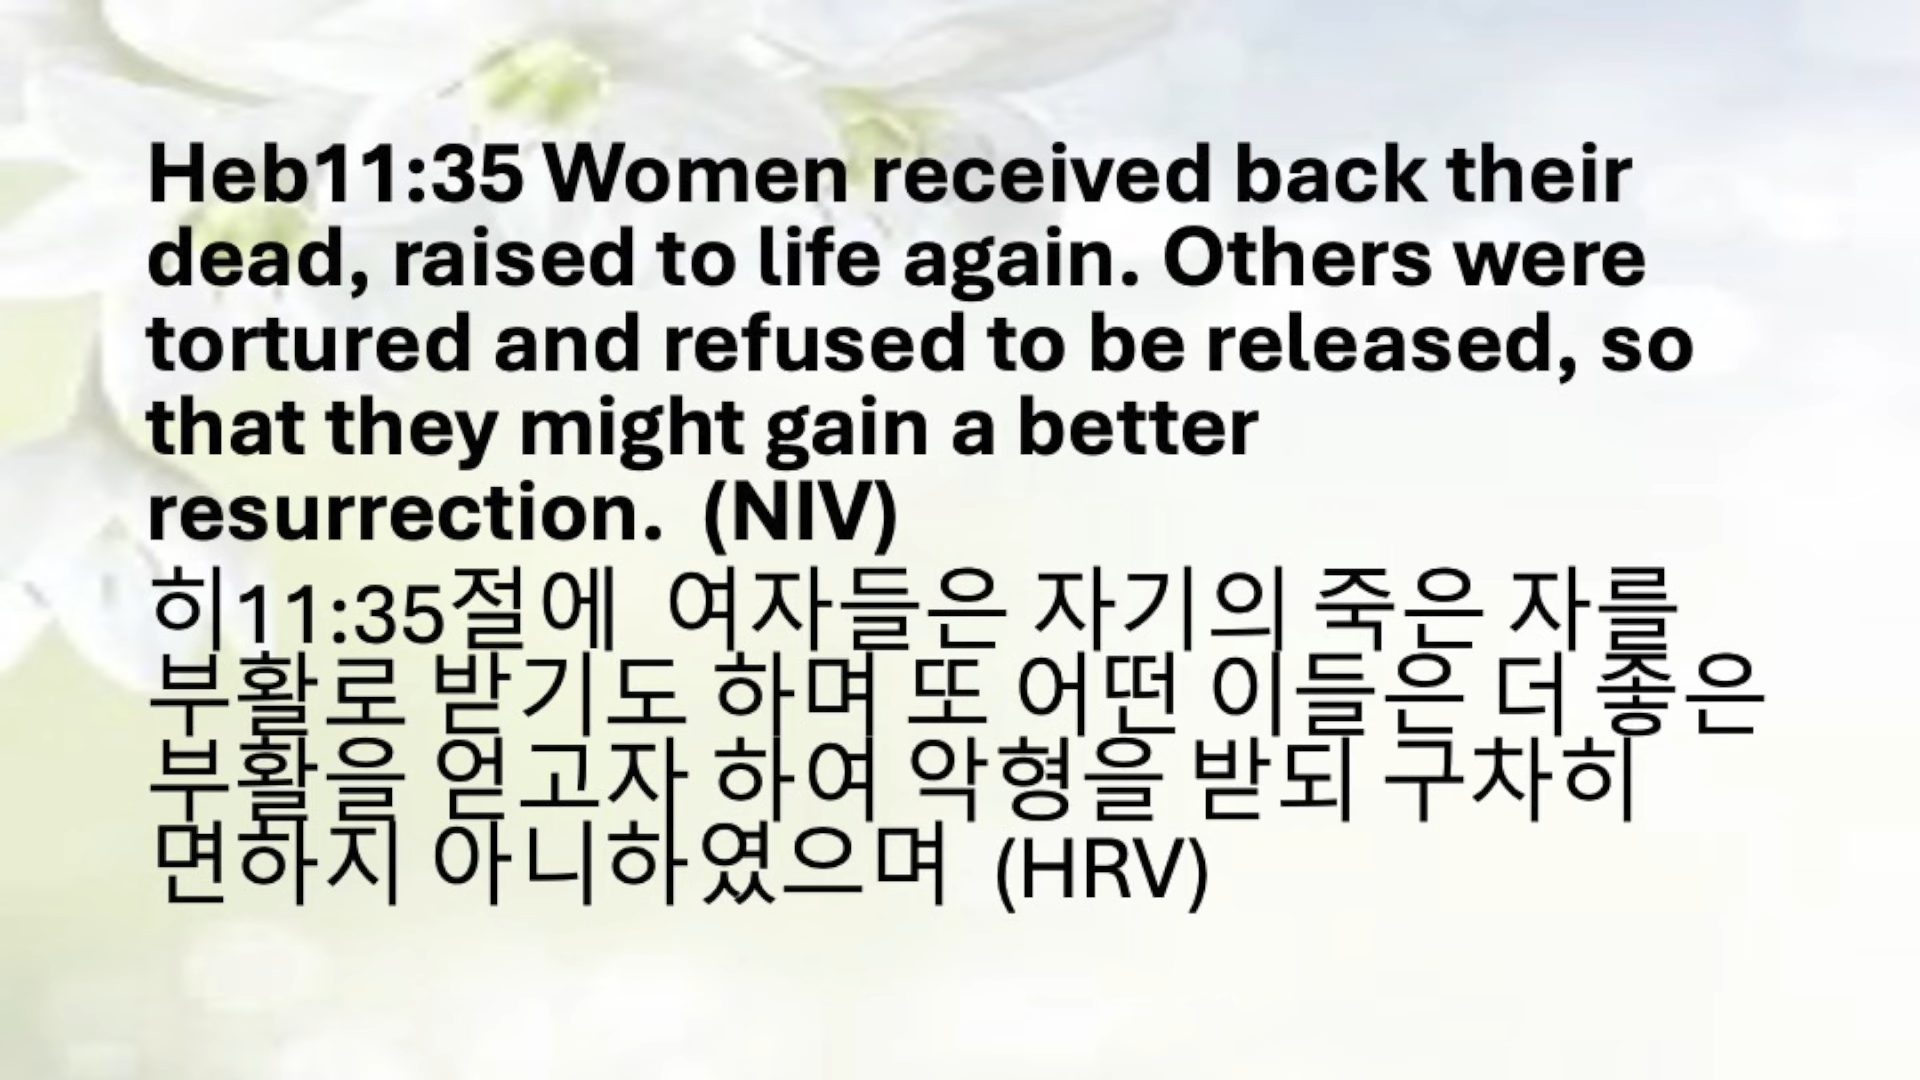 Heb11:35 Women received back their
dead, raised to life again. Others were
tortured and refused to be released, so
that they might gain a better
resurrection.  (NIV)
히11:35절에  여자들은 자기의 죽은 자를
부활로 받기도 하며 또 어떤 이들은 더 좋은
부활을 얻고자 하여 악형을 받되 구차히
면하지 아니하였으며  (HRV)